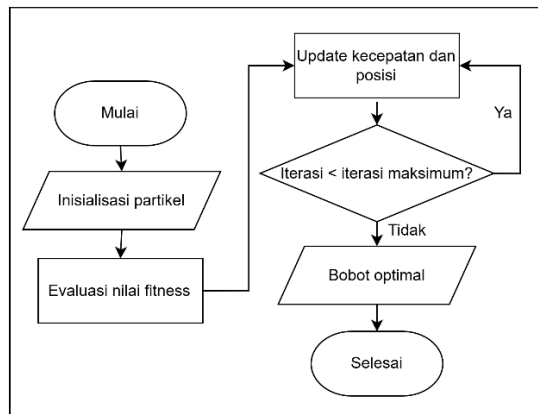 Mulai
Inisialisasi partikel
Evaluasi nilai fitness
Update kecepatan dan
posisi
Ya
Iterasi < iterasi maksimum?
Tidak
Bobot optimal
Selesai